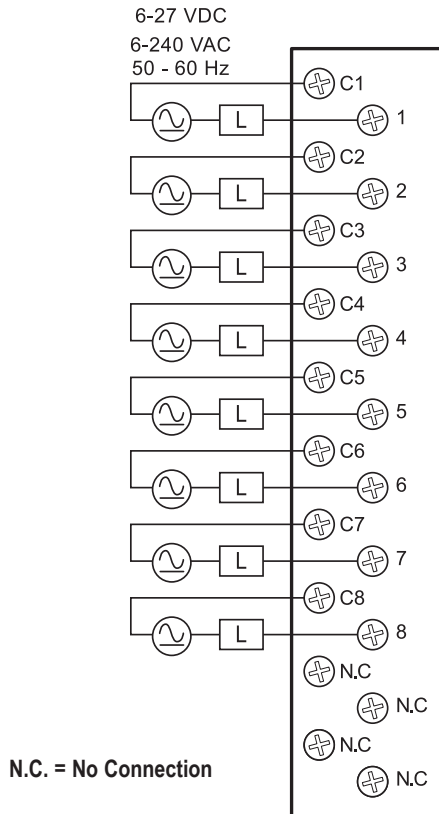 6-27 VDC
6-240 VAC
50 - 60 Hz
C1
L
1
C2
L
2
C3
L
3
C4
L
4
C5
L
5
C6
L
6
C7
L
7
C8
L
8
N.C
N.C
N.C
N.C. = No Connection
N.C